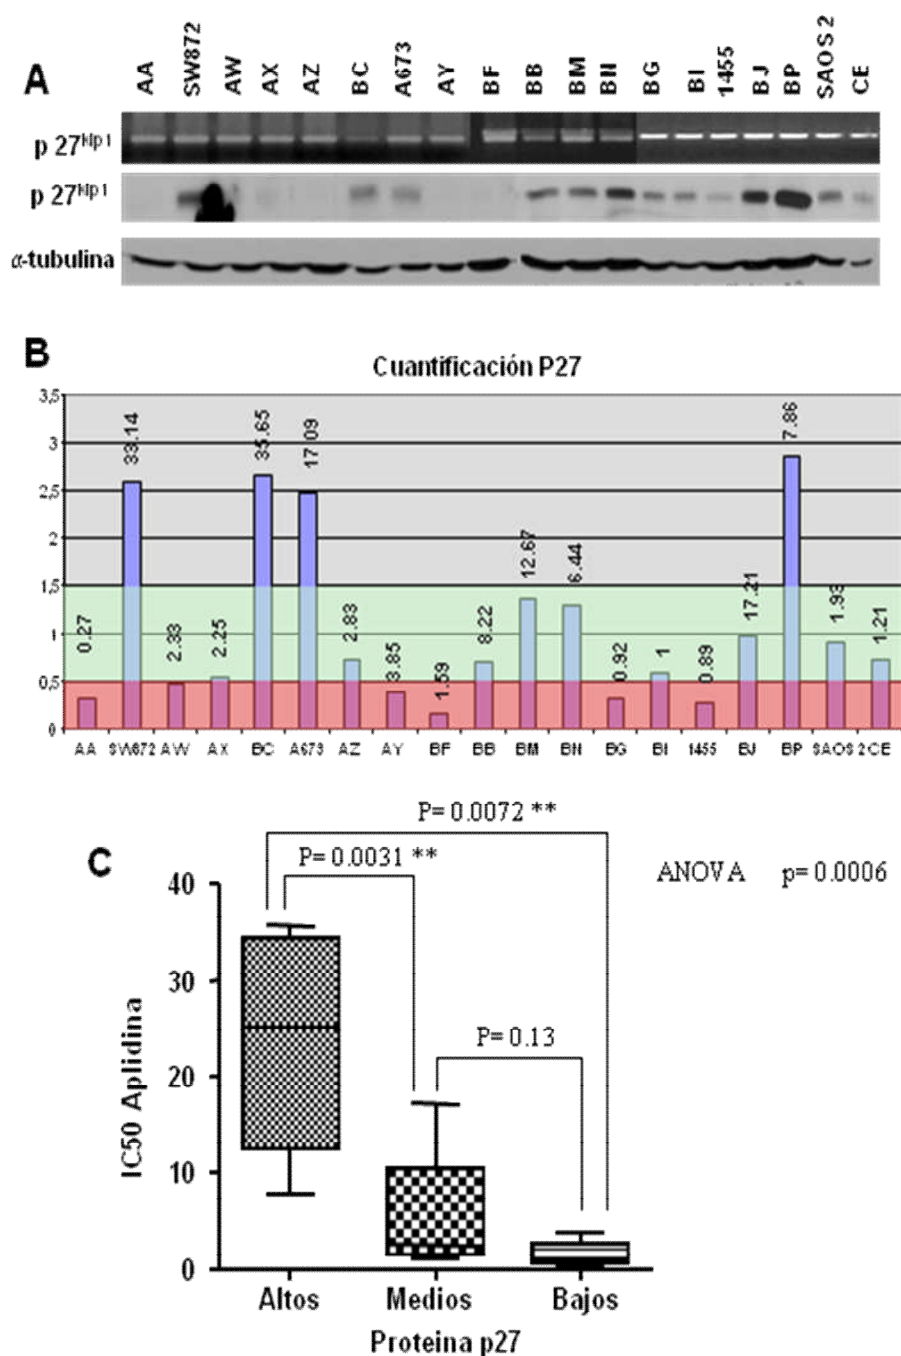 A
AA SW872 AW AX AZ BC A673 AY BF BB BM BN BG BI 1455 BJ BP SAOS 2 CE
p 27Kip1
p 27Kip1
α-tubulina
B
Cuantificación P27
3,5
3
2,5
2
1,5
1
0,5
0
0.27 33.14 2.33 2.25 35.65 17.09 2.83 3.85 1.59 8.22 12.67 6.44 0.92 1 0.89 17.21 7.86 1.93 1.21
AA SW872 AW AX BC A673 AZ AY BF BB BM BN BG BI 1455 BJ BP SAOS 2 CE
C
P= 0.0072 **
P= 0.0031 **
ANOVA p= 0.0006
P= 0.13
IC50 Aplidina
40
30
20
10
0
Altos Medios Bajos
Proteina p27